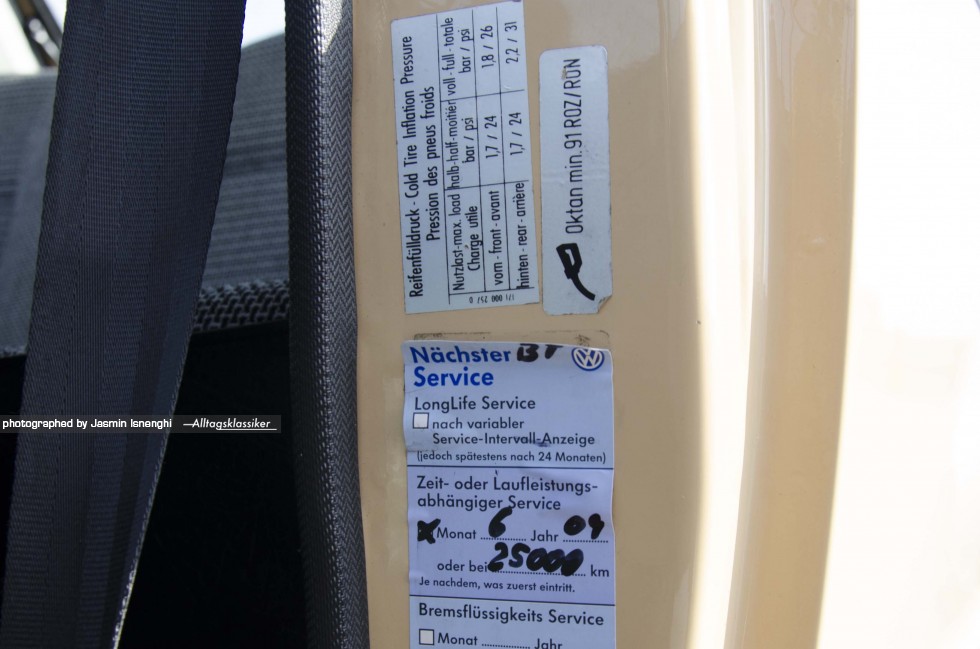 Reifenfülldruck - Cold Tire Inflation Pressure
Pression des pneus froids
Nutzlast-max. load halb-half-moitier voll - full - totale
Charge utile bar / psi bar / psi
vorn - front - avant 1,7 / 24 1,8 / 26
hinten - rear - arrière 1,7 / 24 2,2 / 31
Oktan min. 91 ROZ/RON
Nächster
Service
LongLife Service
nach variabler
Service-Intervall-Anzeige
(jedoch spätestens nach 24 Monaten)
Zeit- oder Laufleistungs-
abhängiger Service
x Monat 6 Jahr 09
oder bei 25000 km
Je nachdem, was zuerst eintritt.
Bremsflüssigkeits Service
Monat ............... Jahr
photographed by Jasmin Isnenghi —Alltagsklassiker